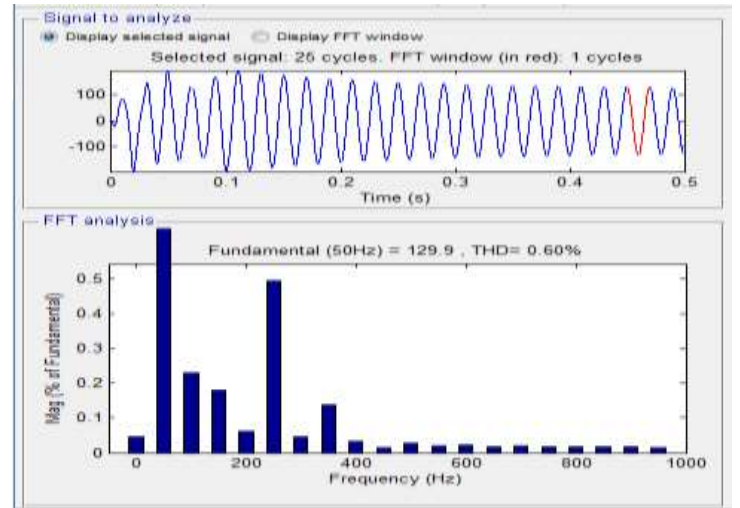 Signal to analyze
Display selected signal Display FFT window
Selected signal: 25 cycles. FFT window (in red): 1 cycles
100
0
-100
0 0.1 0.2 0.3 0.4 0.5
Time (s)
FFT analysis
Fundamental (50Hz) = 129.9 , THD= 0.60%
Mag (% of Fundamental)
0.5
0.4
0.3
0.2
0.1
0
0 200 400 600 800 1000
Frequency (Hz)